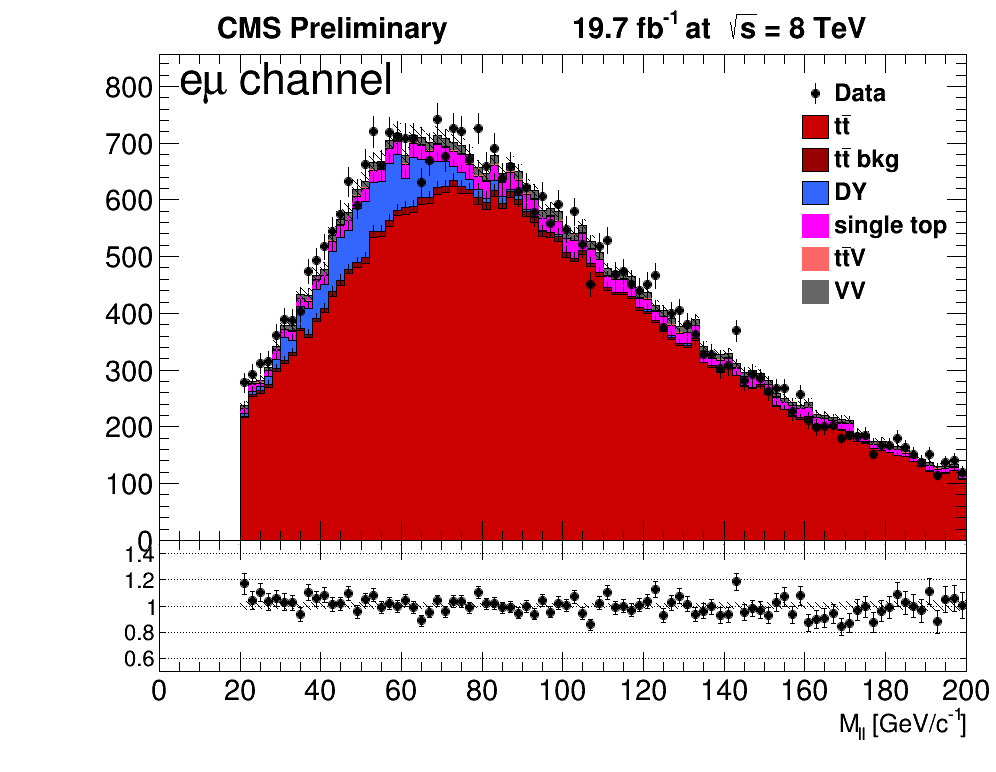 CMS Preliminary 19.7 fb⁻¹ at √s = 8 TeV
eμ channel
Data
tt̄
tt̄ bkg
DY
single top
tt̄V
VV
800
700
600
500
400
300
200
100
0
1.4
1.2
1
0.8
0.6
0 20 40 60 80 100 120 140 160 180 200
M_ll [GeV/c⁻¹]